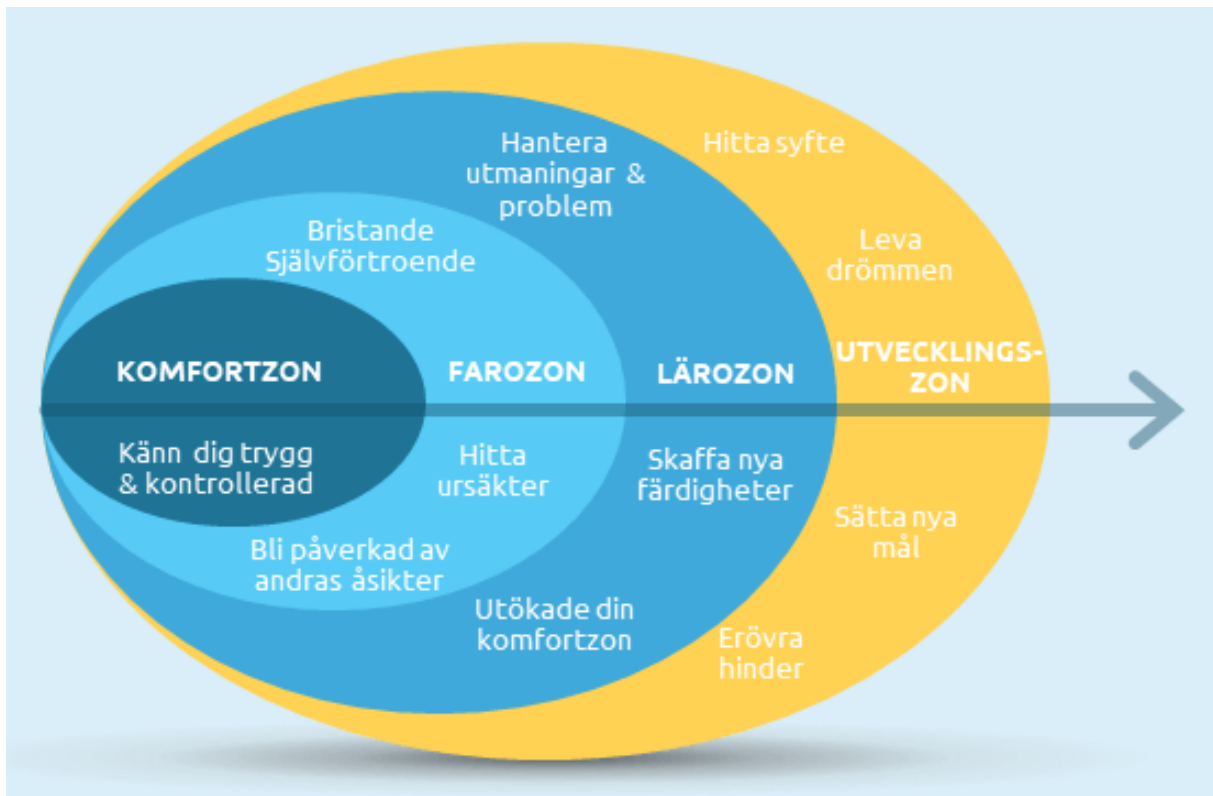 Hantera
utmaningar &
problem
Hitta syfte
Bristande
Självförtroende
Leva
drömmen
KOMFORTZON
FAROZON
LÄROZON
UTVECKLINGS-
ZON
Känn dig trygg
& kontrollerad
Hitta
ursäkter
Skaffa nya
färdigheter
Sätta nya
mål
Bli påverkad av
andras åsikter
Utökade din
komfortzon
Erövra
hinder